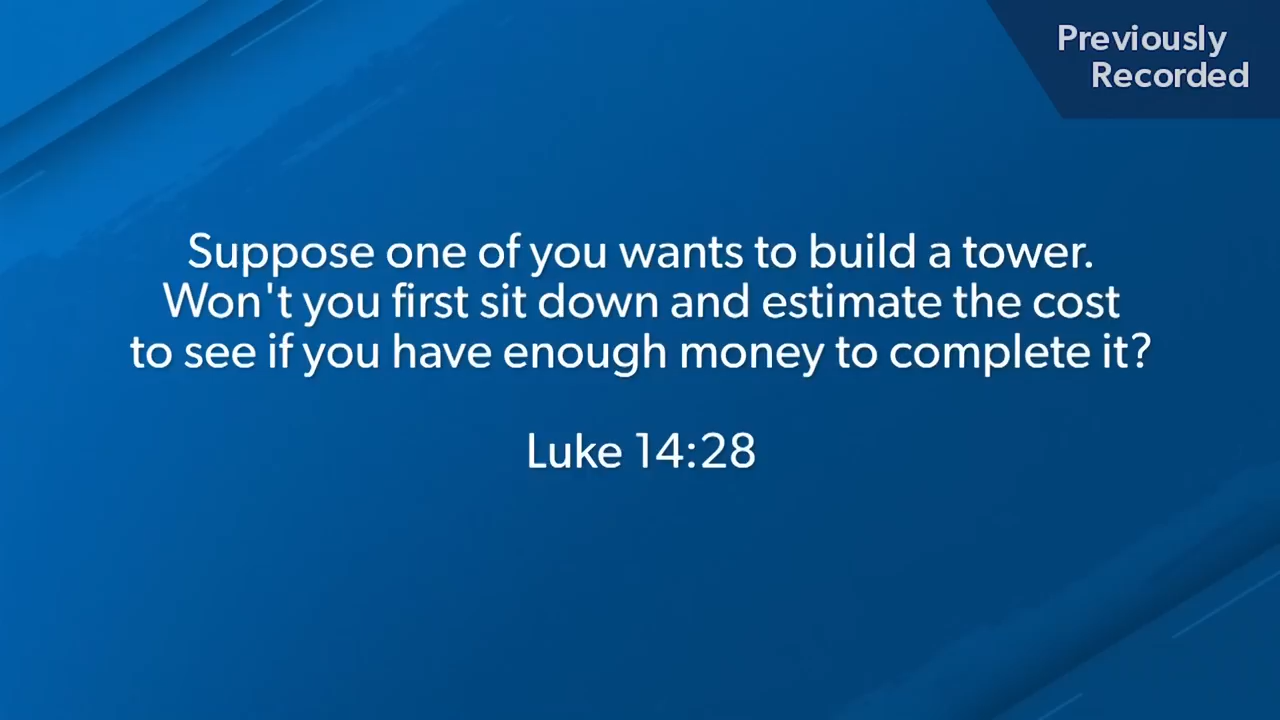 Previously
Recorded
Suppose one of you wants to build a tower.
Won't you first sit down and estimate the cost
to see if you have enough money to complete it?
Luke 14:28